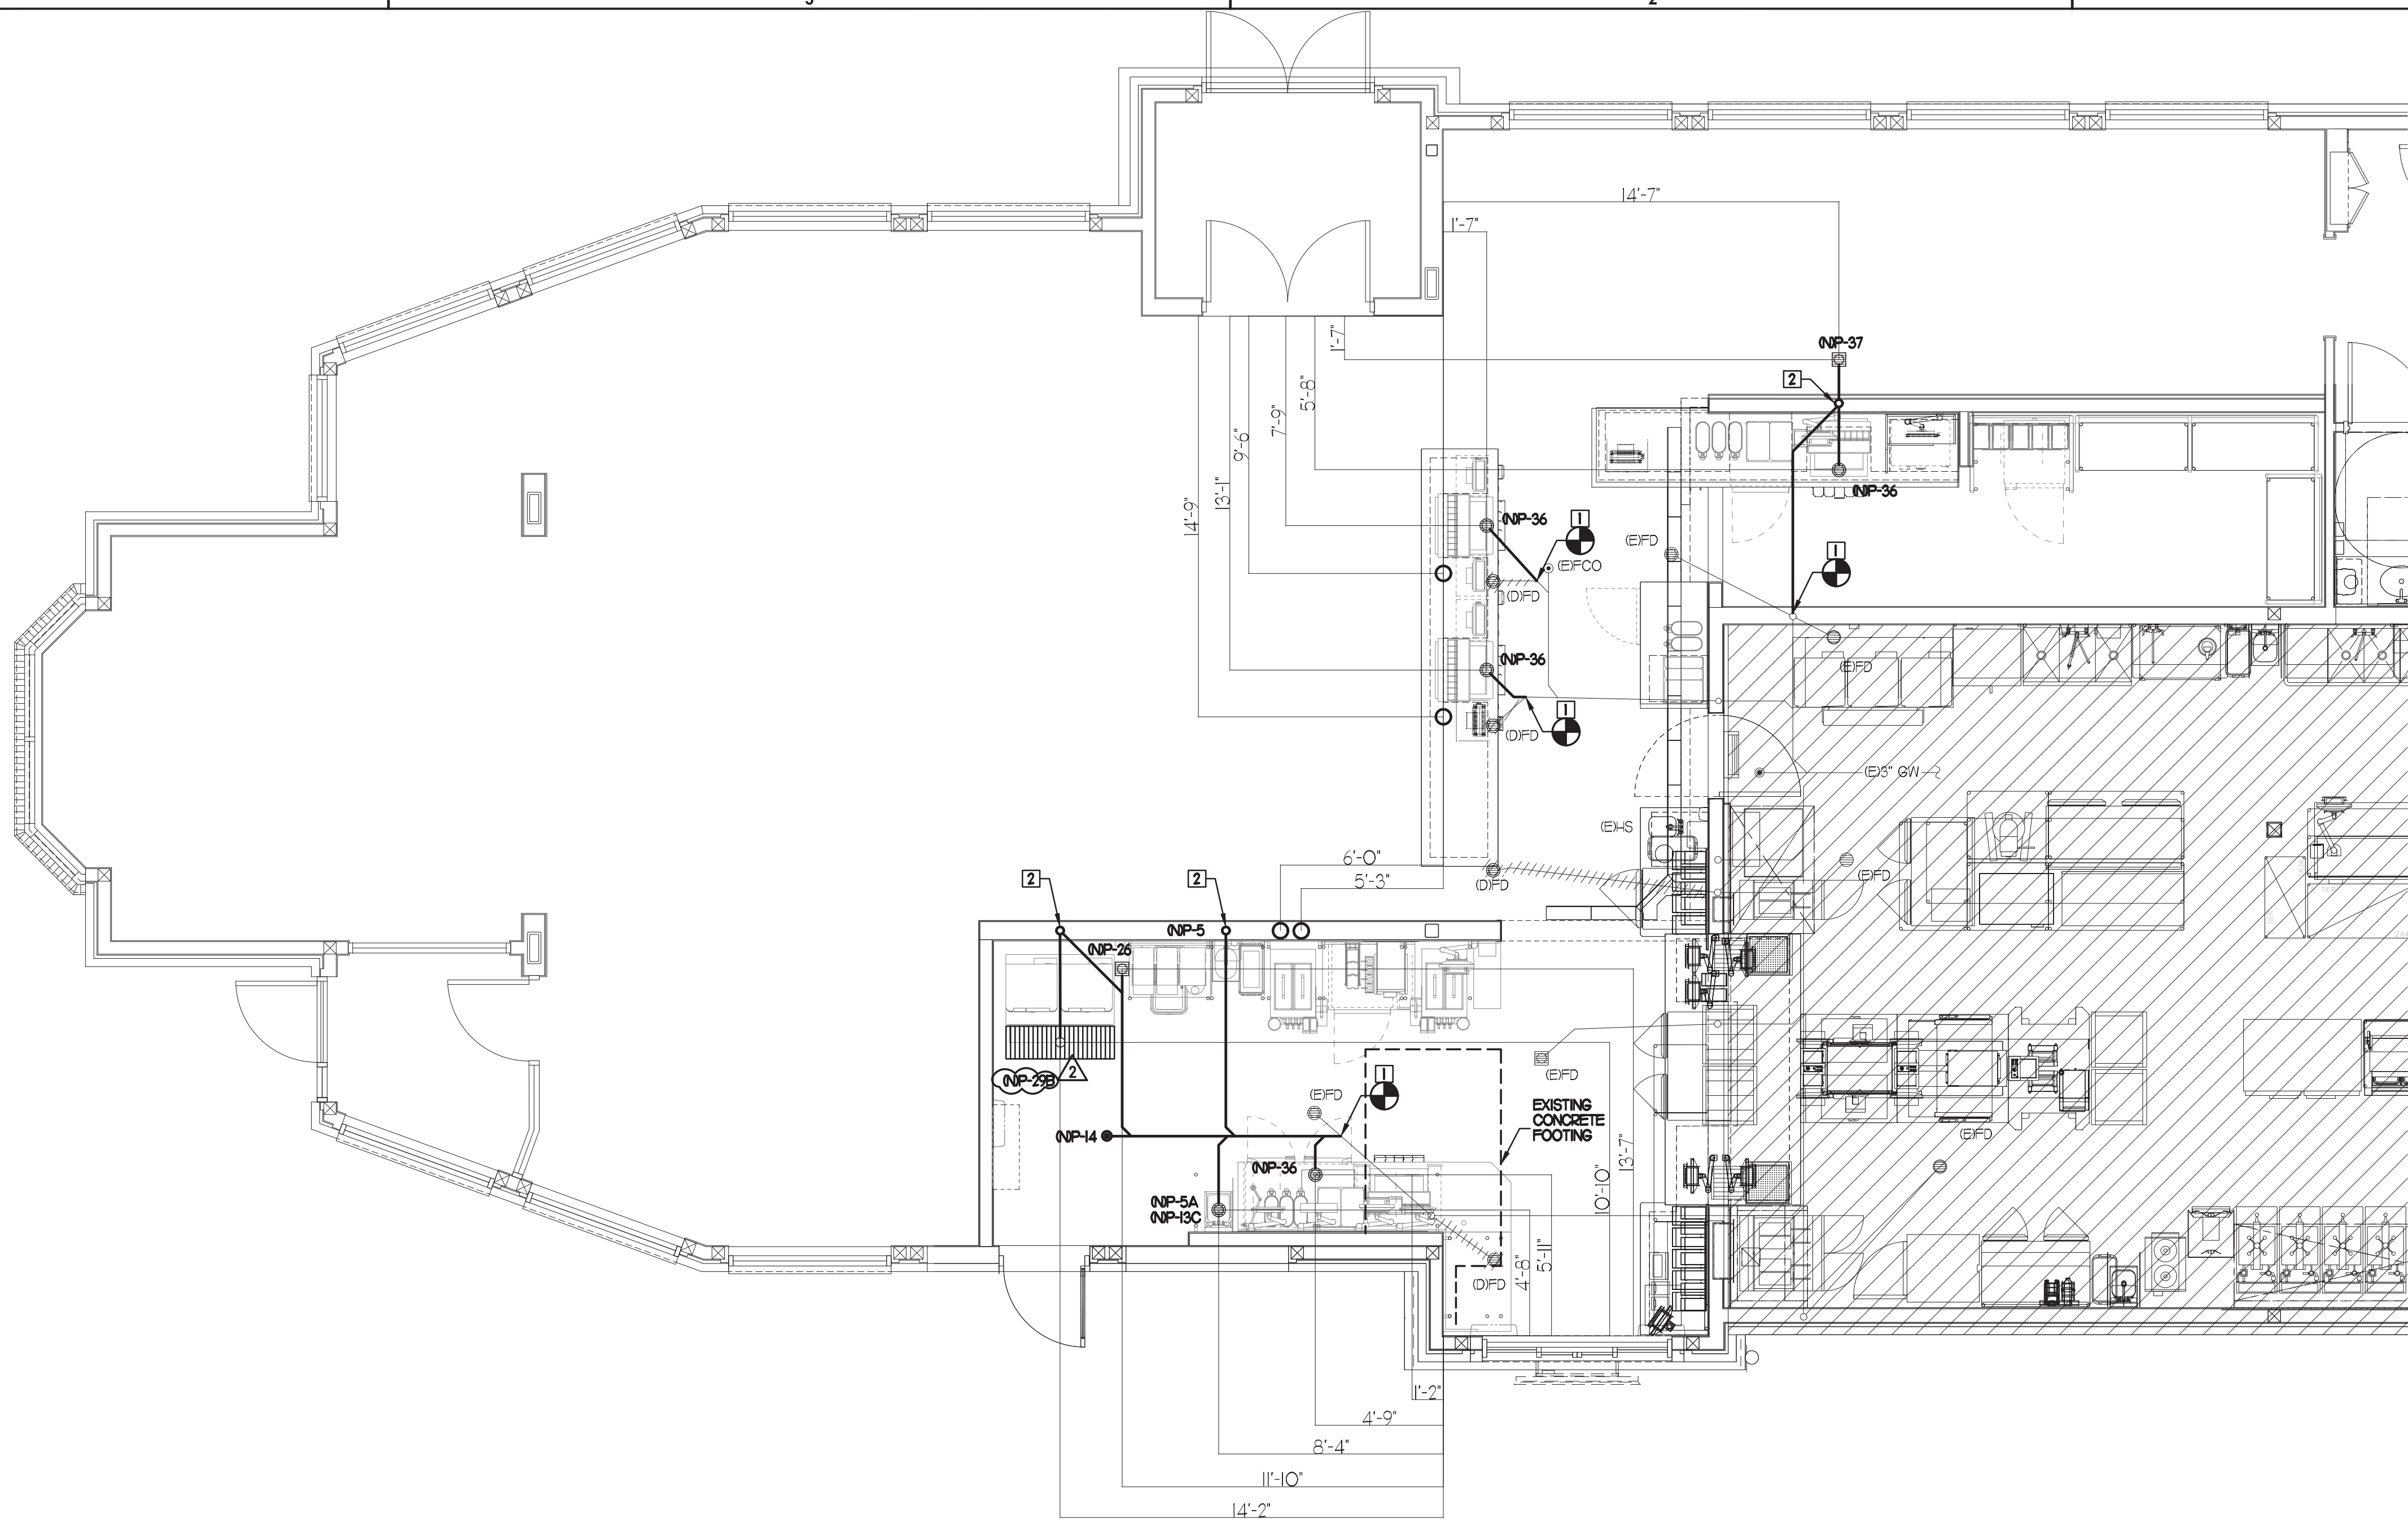 3
2
14'-7"
1'-7"
1'-7"
(N)P-37
2
5'-8"
7'-9"
9'-6"
13'-1"
14'-9"
(N)P-36
(N)P-36
1
(E)FD
1
(E)FCO
(D)FD
(N)P-36
(E)FD
1
(D)FD
(E)3" GW
(E)HS
6'-0"
5'-3"
(D)FD
(E)FD
2
2
(N)P-5
(N)P-26
(N)P-29B
2
(E)FD
1
(E)FD
EXISTING
CONCRETE
FOOTING
(N)P-14
(E)FD
13'-7"
10'-10"
(N)P-36
(N)P-5A
(N)P-13C
5'-11"
4'-8"
(D)FD
1'-2"
4'-9"
8'-4"
11'-10"
14'-2"